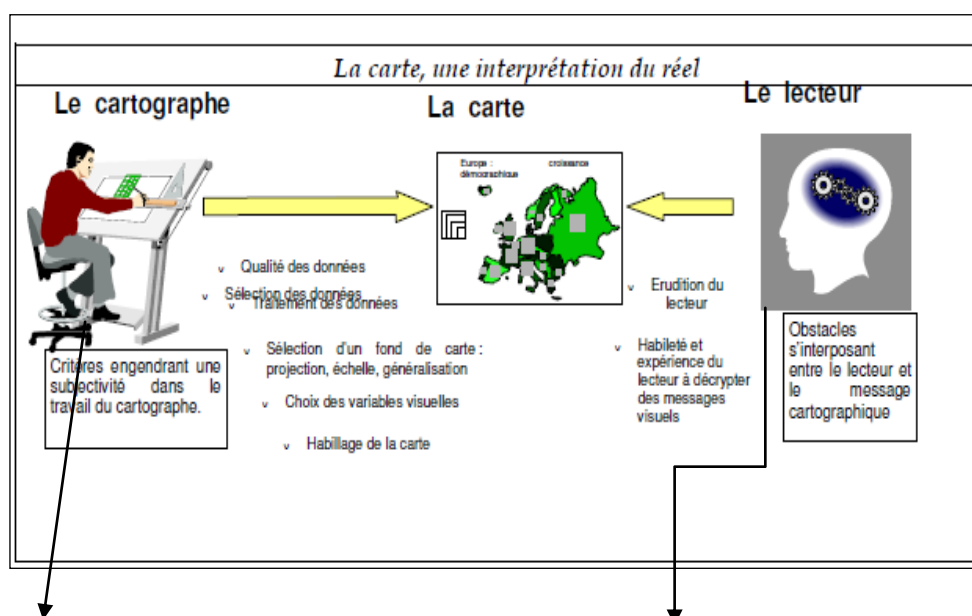 La carte, une interprétation du réel
Le cartographe
La carte
Le lecteur
Europe : croissance
démographique
v Qualité des données
v Sélection des données
v Traitement des données
v Sélection d'un fond de carte :
projection, échelle, généralisation
v Choix des variables visuelles
v Habillage de la carte
Critères engendrant une
subjectivité dans le
travail du cartographe.
v Erudition du
lecteur
v Habileté et
expérience du
lecteur à décrypter
des messages
visuels
Obstacles
s'interposant
entre le lecteur et
le message
cartographique